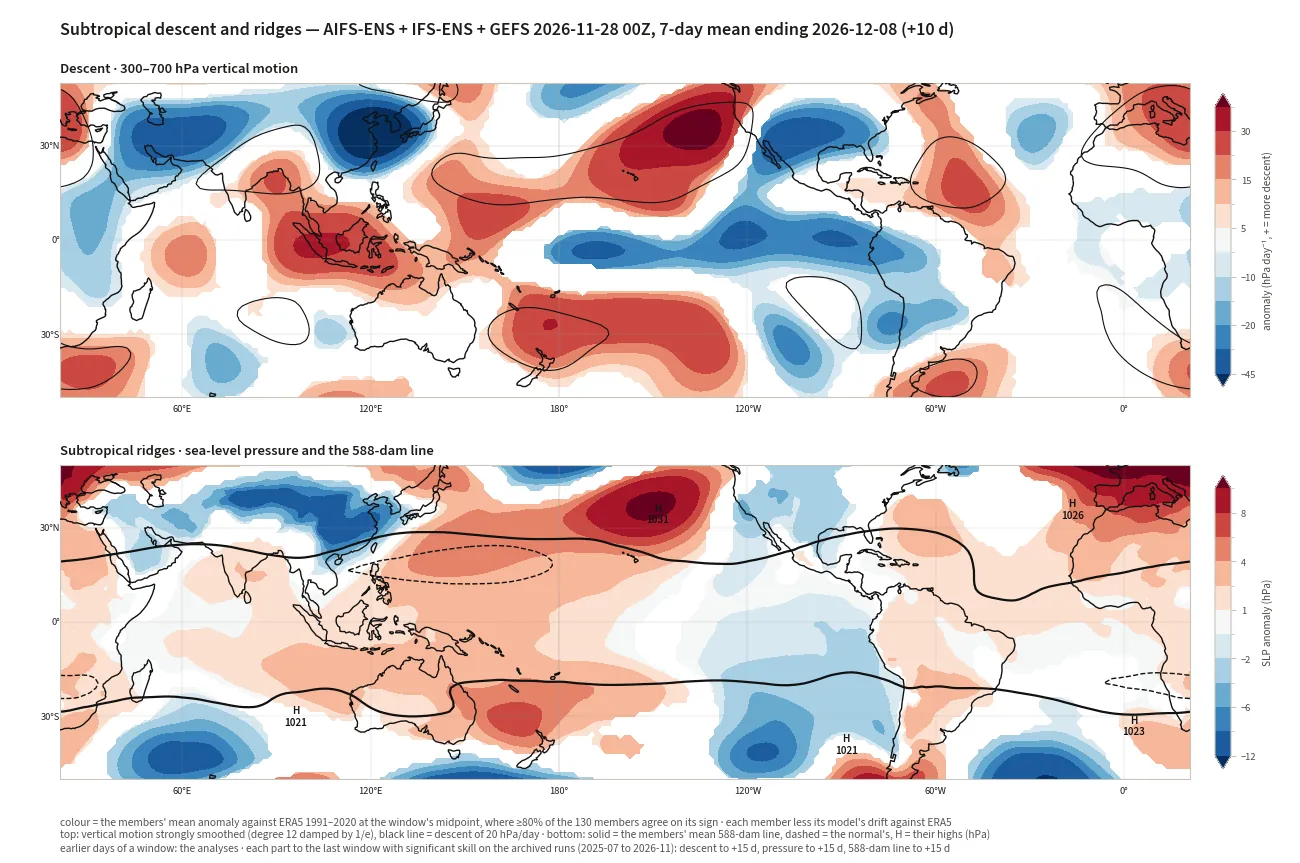 Subtropical descent and ridges — AIFS-ENS + IFS-ENS + GEFS 2026-11-28 00Z, 7-day mean ending 2026-12-08 (+10 d)
Descent · 300–700 hPa vertical motion
30°N
0°
30°S
60°E
120°E
180°
120°W
60°W
0°
30
15
5
−10
−20
−45
anomaly (hPa day⁻¹, + = more descent)
Subtropical ridges · sea-level pressure and the 588-dam line
30°N
0°
30°S
H
1031
H
1026
H
1021
H
1021
H
1023
60°E
120°E
180°
120°W
60°W
0°
8
4
1
−2
−6
−12
SLP anomaly (hPa)
colour = the members' mean anomaly against ERA5 1991–2020 at the window's midpoint, where ≥80% of the 130 members agree on its sign · each member less its model's drift against ERA5
top: vertical motion strongly smoothed (degree 12 damped by 1/e), black line = descent of 20 hPa/day · bottom: solid = the members' mean 588-dam line, dashed = the normal's, H = their highs (hPa)
earlier days of a window: the analyses · each part to the last window with significant skill on the archived runs (2025-07 to 2026-11): descent to +15 d, pressure to +15 d, 588-dam line to +15 d